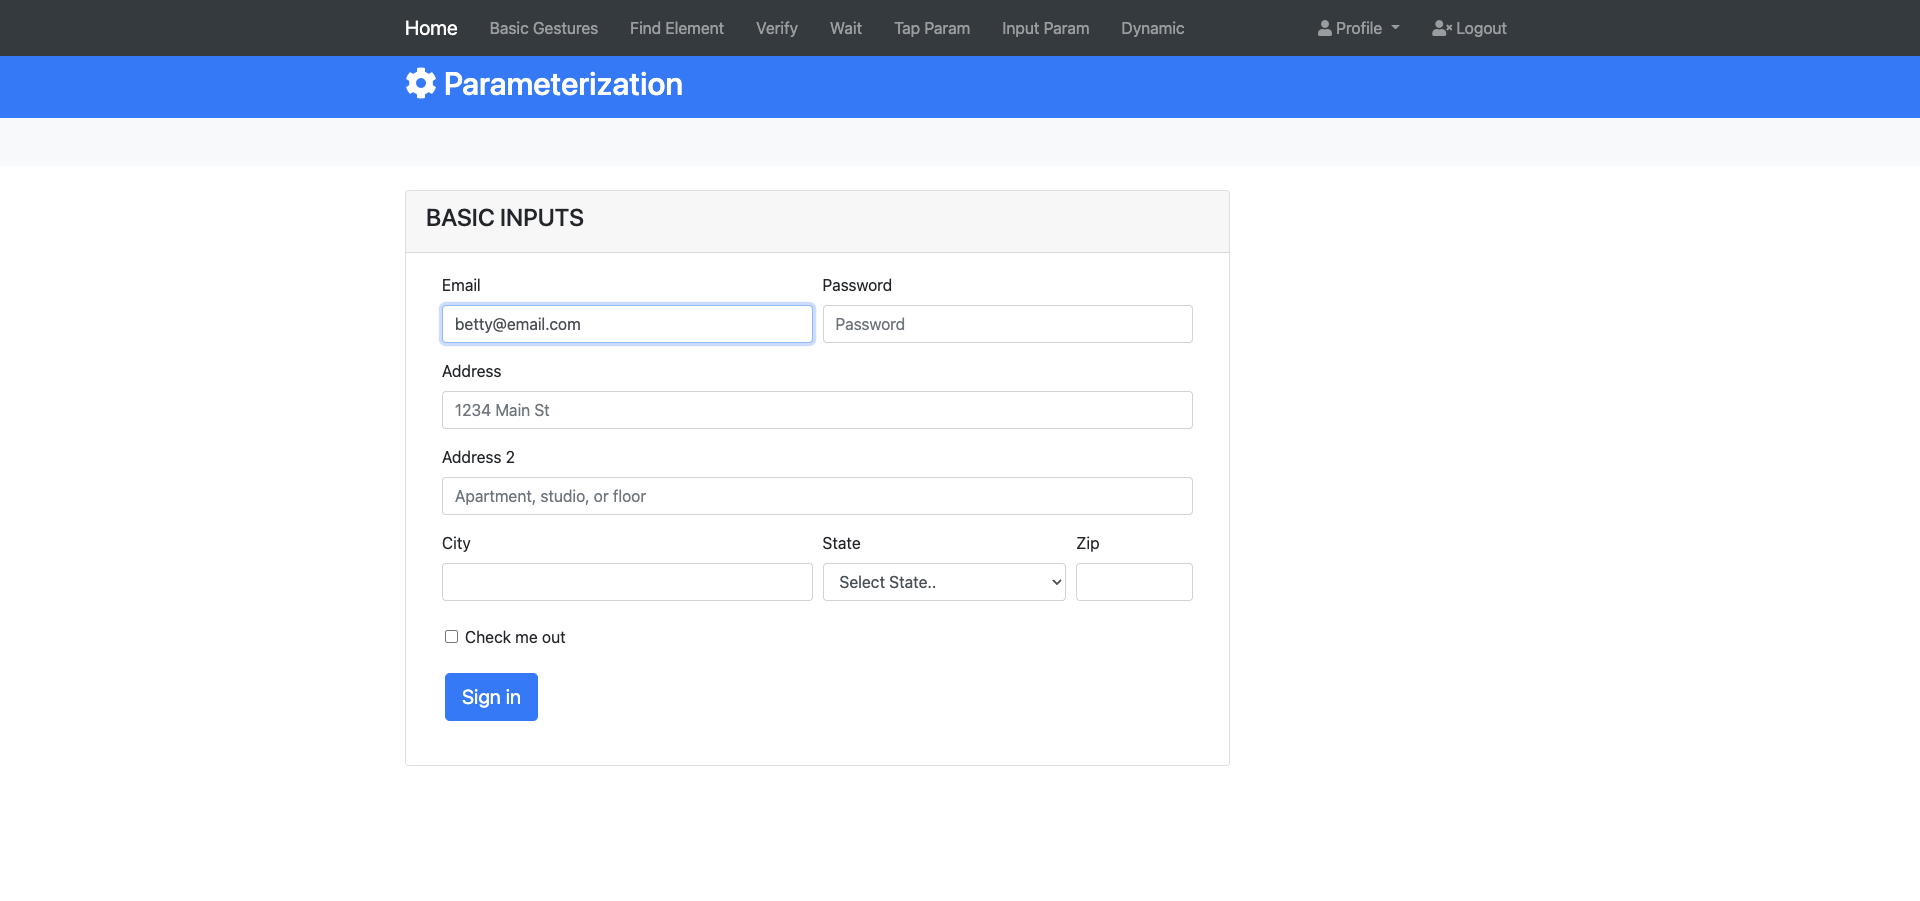 Home Basic Gestures Find Element Verify Wait Tap Param Input Param Dynamic Profile Logout
Parameterization
BASIC INPUTS
Email Password
betty@email.com Password
Address
1234 Main St
Address 2
Apartment, studio, or floor
City State Zip
Select State..
Check me out
Sign in